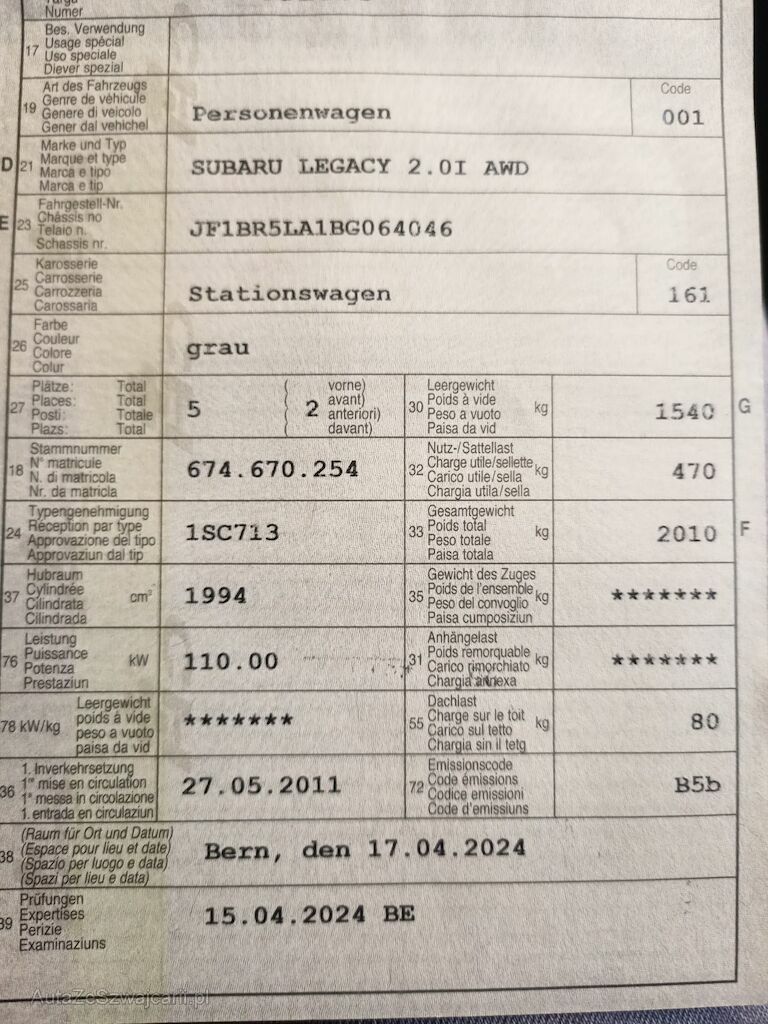 Numer
17 Bes. Verwendung
Usage spécial
Uso speciale
Diever spezial
19 Art des Fahrzeugs
Genre de véhicule
Genere di veicolo
Gener dal vehichel
Personenwagen
Code
001
D 21 Marke und Typ
Marque et type
Marca e tipo
Marca e tip
SUBARU LEGACY 2.0I AWD
E 23 Fahrgestell-Nr.
Châssis no
Telaio n.
Schassis nr.
JF1BR5LA1BG064046
25 Karosserie
Carrosserie
Carrozzeria
Carossaria
Stationswagen
Code
161
26 Farbe
Couleur
Colore
Colur
grau
27 Plätze: Total ( vorne)
Places: Total ( avant)
Posti: Totale ( anteriori)
Plazs: Total ( davant)
5 2
30 Leergewicht
Poids à vide
Peso a vuoto
Paisa da vid
kg
1540 G
18 Stammnummer
N° matricule
N. di matricola
Nr. da matricla
674.670.254
32 Nutz-/Sattellast
Charge utile/sellette
Carico utile/sella
Chargia utila/sella
kg
470
24 Typengenehmigung
Réception par type
Approvazione del tipo
Approvaziun dal tip
1SC713
33 Gesamtgewicht
Poids total
Peso totale
Paisa totala
kg
2010 F
37 Hubraum
Cylindrée
Cilindrata
Cilindrada
cm³
1994
35 Gewicht des Zuges
Poids de l'ensemble
Peso del convoglio
Paisa cumposiziun
kg
*******
76 Leistung
Puissance
Potenza
Prestaziun
kW
110.00
31 Anhängelast
Poids remorquable
Carico rimorchiato
Chargia annexa
kg
*******
78 kW/kg Leergewicht
poids à vide
peso a vuoto
paisa da vid
*******
55 Dachlast
Charge sur le toit
Carico sul tetto
Chargia sin il tetg
kg
80
36 1. Inverkehrsetzung
1re mise en circulation
1a messa in circolazione
1. entrada en circulaziun
27.05.2011
72 Emissionscode
Code émissions
Codice emissioni
Code d'emissiuns
B5b
38 (Raum für Ort und Datum)
(Espace pour lieu et date)
(Spazio per luogo e data)
(Spazi per lieu e data)
Bern, den 17.04.2024
39 Prüfungen
Expertises
Perizie
Examinaziuns
15.04.2024 BE
AutaZeSzwajcarii.pl